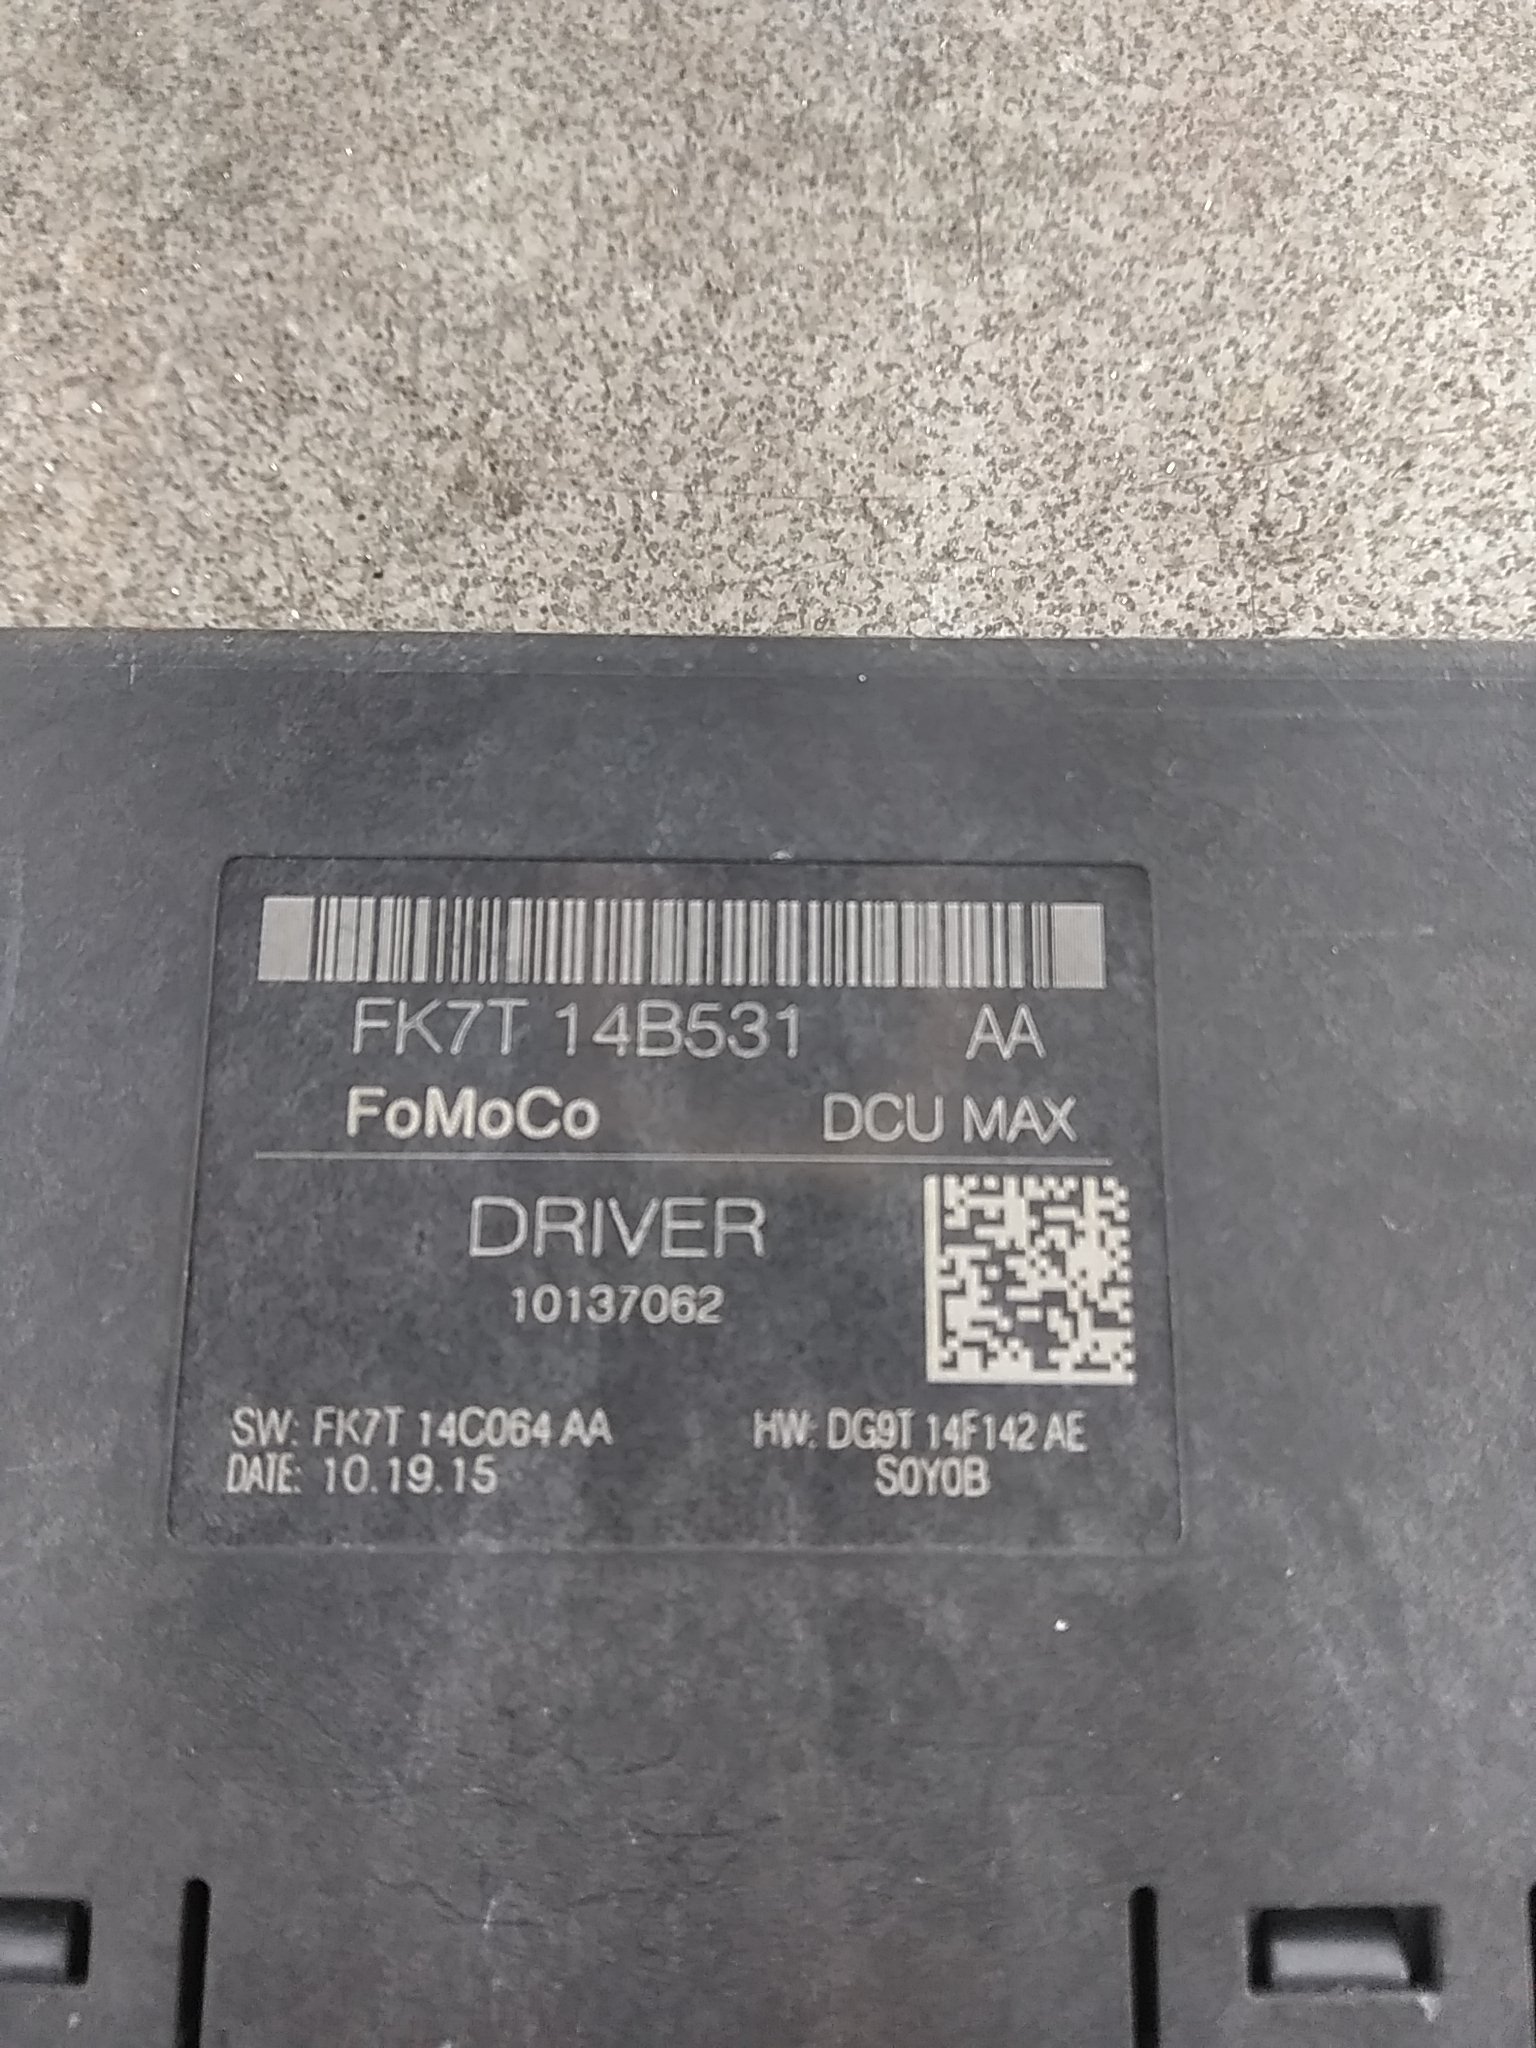 FK7T 14B531 AA
FoMoCo DCU MAX
DRIVER
10137062
SW: FK7T 14C064 AA HW: DG9T 14F142 AE
DATE: 10.19.15 S0Y0B